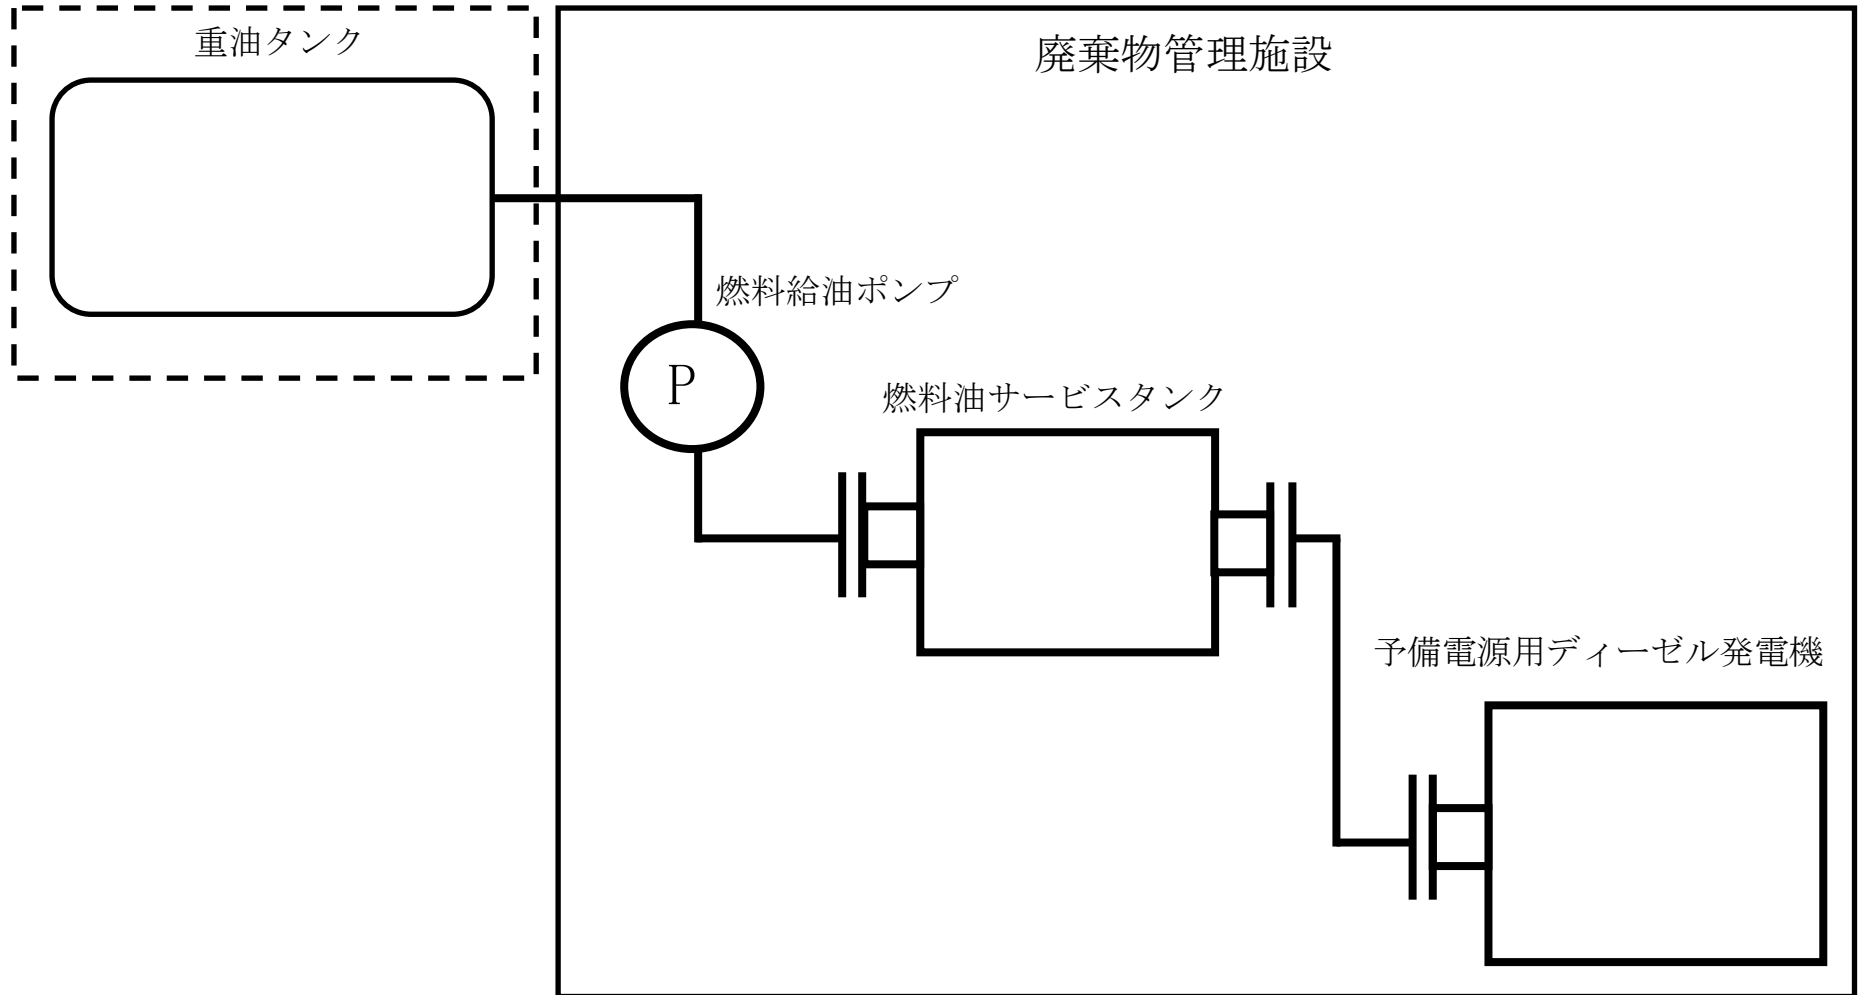 重油タンク
廃棄物管理施設
燃料給油ポンプ
P
燃料油サービスタンク
予備電源用ディーゼル発電機